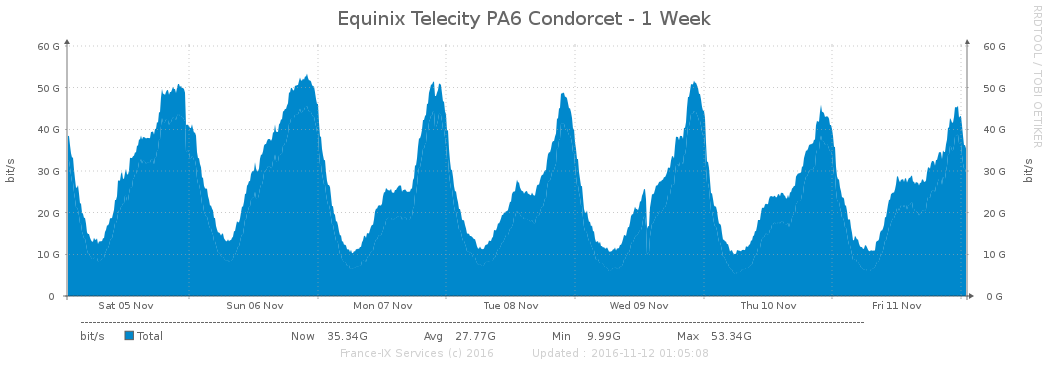 Equinix Telecity PA6 Condorcet - 1 Week
RRDTOOL / TOBI OETIKER
60 G 60 G
50 G 50 G
40 G 40 G
30 G 30 G
20 G 20 G
10 G 10 G
0 0 G
bit/s bit/s
Sat 05 Nov Sun 06 Nov Mon 07 Nov Tue 08 Nov Wed 09 Nov Thu 10 Nov Fri 11 Nov
bit/s Total Now 35.34G Avg 27.77G Min 9.99G Max 53.34G
France-IX Services (c) 2016 Updated : 2016-11-12 01:05:08